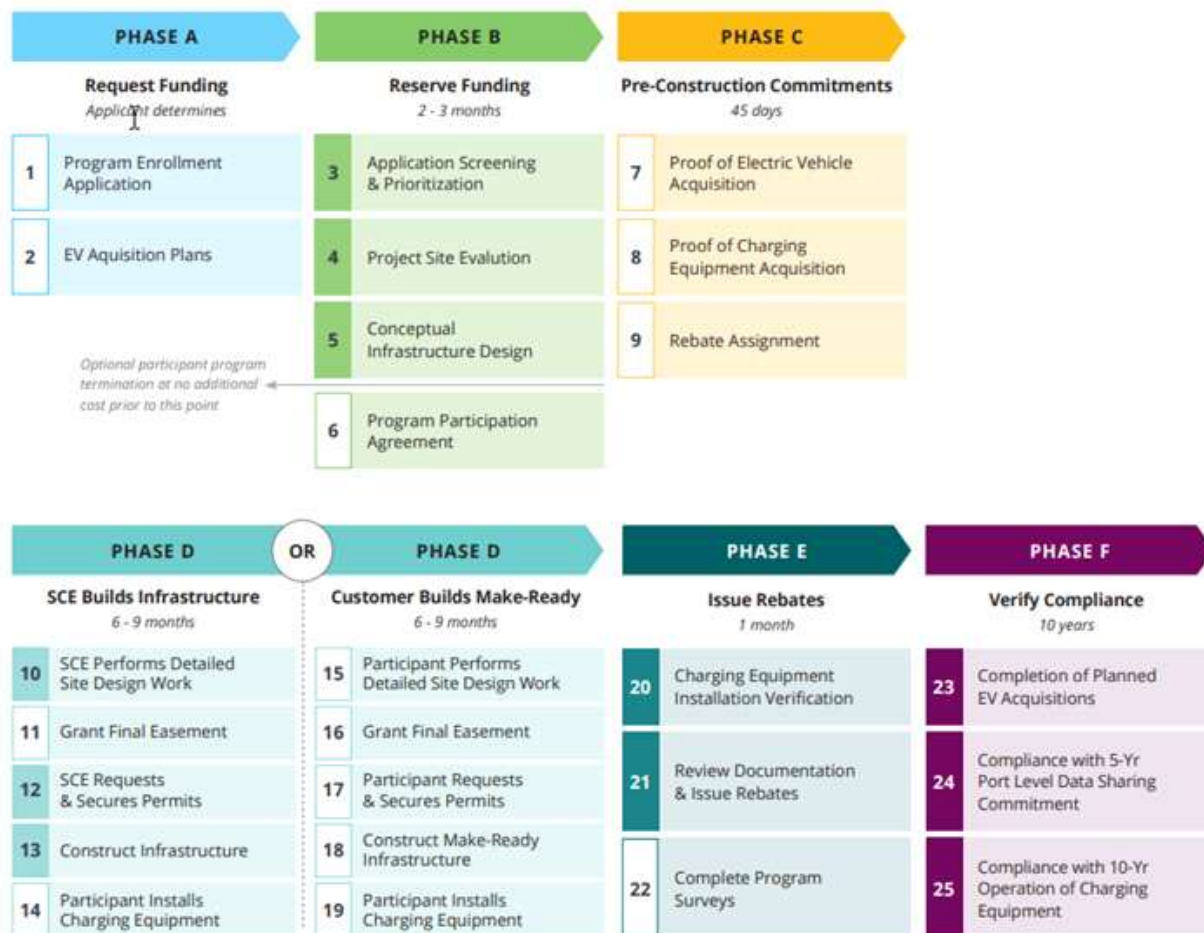 PHASE A
Request Funding
Applicant determines
1
Program Enrollment
Application
2
EV Aquisition Plans
PHASE B
Reserve Funding
2 - 3 months
3
Application Screening
& Prioritization
4
Project Site Evalution
5
Conceptual
Infrastructure Design
Optional participant program
termination at no additional
cost prior to this point
6
Program Participation
Agreement
PHASE C
Pre-Construction Commitments
45 days
7
Proof of Electric Vehicle
Acquisition
8
Proof of Charging
Equipment Acquisition
9
Rebate Assignment
PHASE D
SCE Builds Infrastructure
6 - 9 months
10
SCE Performs Detailed
Site Design Work
11
Grant Final Easement
12
SCE Requests
& Secures Permits
13
Construct Infrastructure
14
Participant Installs
Charging Equipment
OR
PHASE D
Customer Builds Make-Ready
6 - 9 months
15
Participant Performs
Detailed Site Design Work
16
Grant Final Easement
17
Participant Requests
& Secures Permits
18
Construct Make-Ready
Infrastructure
19
Participant Installs
Charging Equipment
PHASE E
Issue Rebates
1 month
20
Charging Equipment
Installation Verification
21
Review Documentation
& Issue Rebates
22
Complete Program
Surveys
PHASE F
Verify Compliance
10 years
23
Completion of Planned
EV Acquisitions
24
Compliance with 5-Yr
Port Level Data Sharing
Commitment
25
Compliance with 10-Yr
Operation of Charging
Equipment